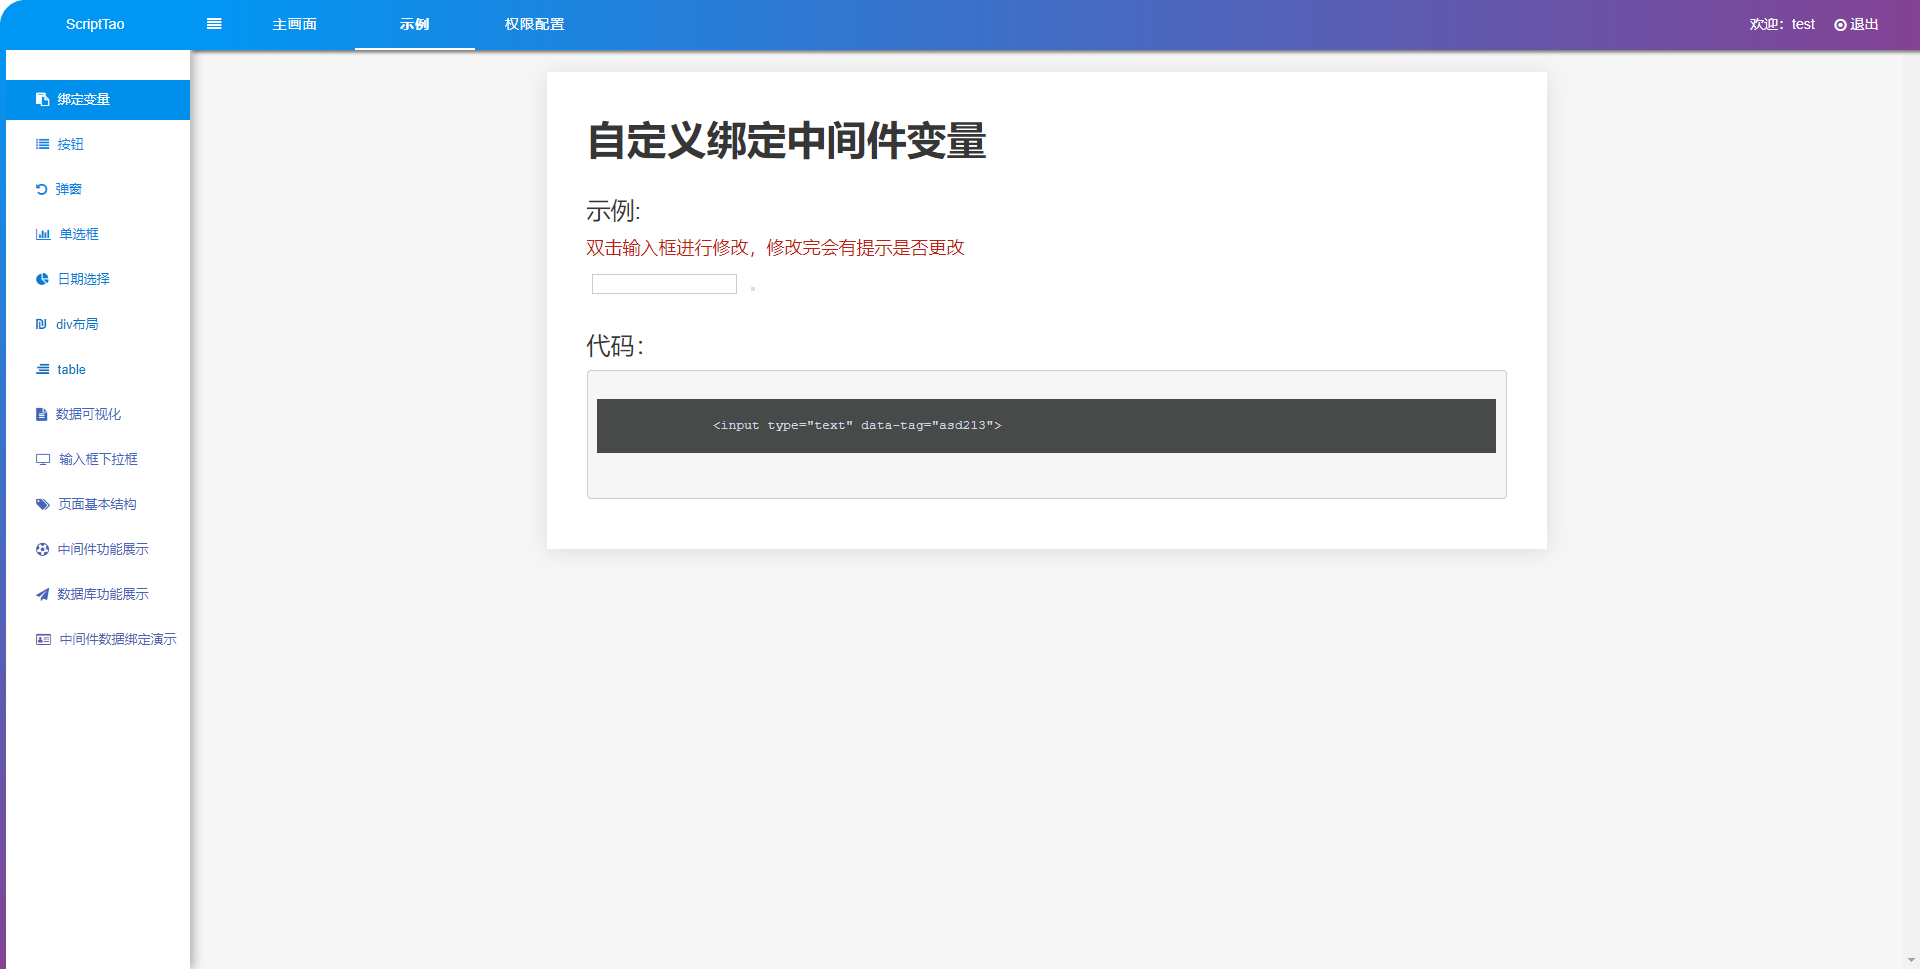 ScriptTao
主画面
示例
权限配置
欢迎：test
退出
绑定变量
按钮
弹窗
单选框
日期选择
div布局
table
数据可视化
输入框下拉框
页面基本结构
中间件功能展示
数据库功能展示
中间件数据绑定演示
自定义绑定中间件变量
示例:
双击输入框进行修改，修改完会有提示是否更改
代码：
<input type="text" data-tag="asd213">